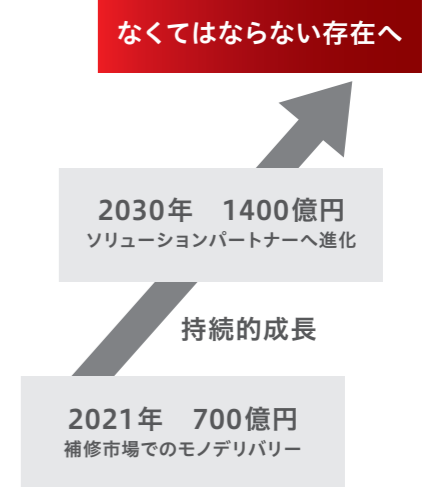 なくてはならない存在へ
2030年　1400億円
ソリューションパートナーへ進化
持続的成長
2021年　700億円
補修市場でのモノデリバリー